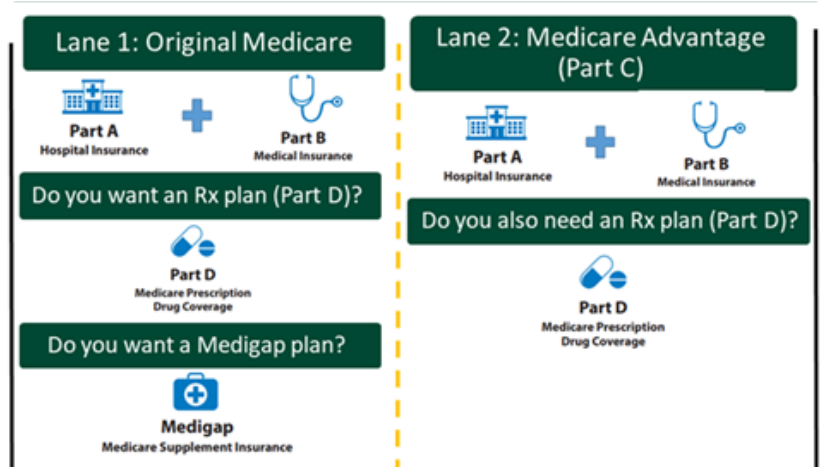 Lane 1: Original Medicare
Part A
Hospital Insurance
Part B
Medical Insurance
Do you want an Rx plan (Part D)?
Part D
Medicare Prescription
Drug Coverage
Do you want a Medigap plan?
Medigap
Medicare Supplement Insurance
Lane 2: Medicare Advantage
(Part C)
Part A
Hospital Insurance
Part B
Medical Insurance
Do you also need an Rx plan (Part D)?
Part D
Medicare Prescription
Drug Coverage